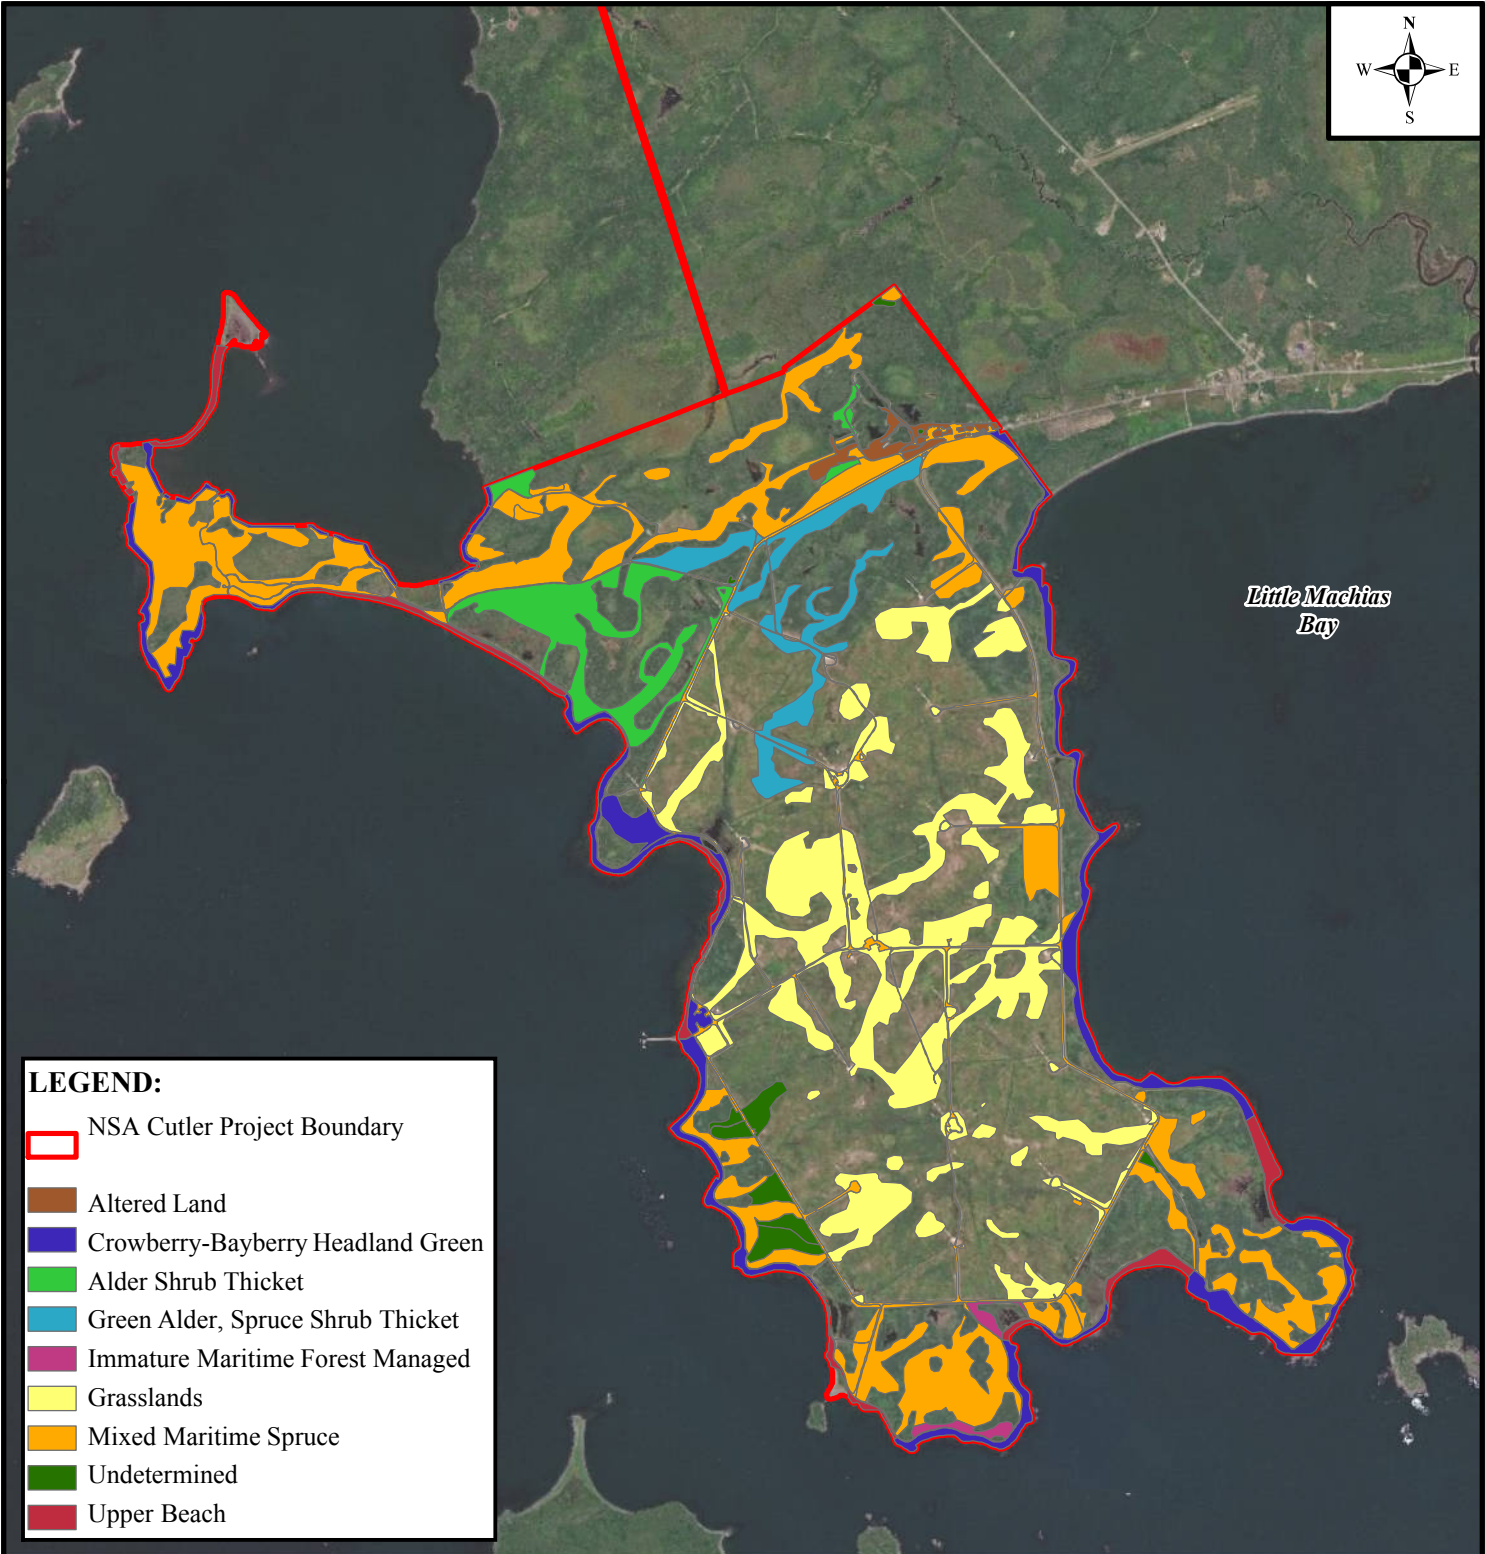 N
W E
S
Little Machias
Bay
LEGEND:
NSA Cutler Project Boundary
Altered Land
Crowberry-Bayberry Headland Green
Alder Shrub Thicket
Green Alder, Spruce Shrub Thicket
Immature Maritime Forest Managed
Grasslands
Mixed Maritime Spruce
Undetermined
Upper Beach